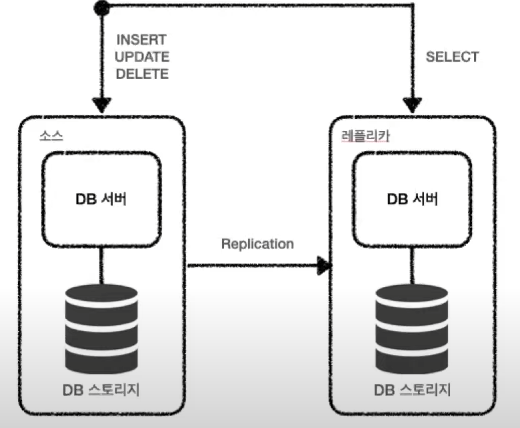 INSERT
UPDATE
DELETE
SELECT
소스
레플리카
DB 서버
DB 서버
Replication
DB 스토리지
DB 스토리지